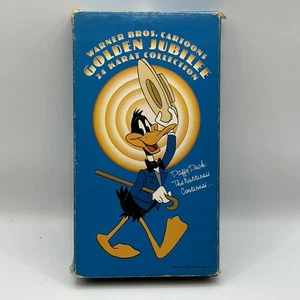 WARNER BROS. CARTOONS
GOLDEN JUBILEE
24 KARAT COLLECTION
Daffy Duck
The Nuttiness
Continues...